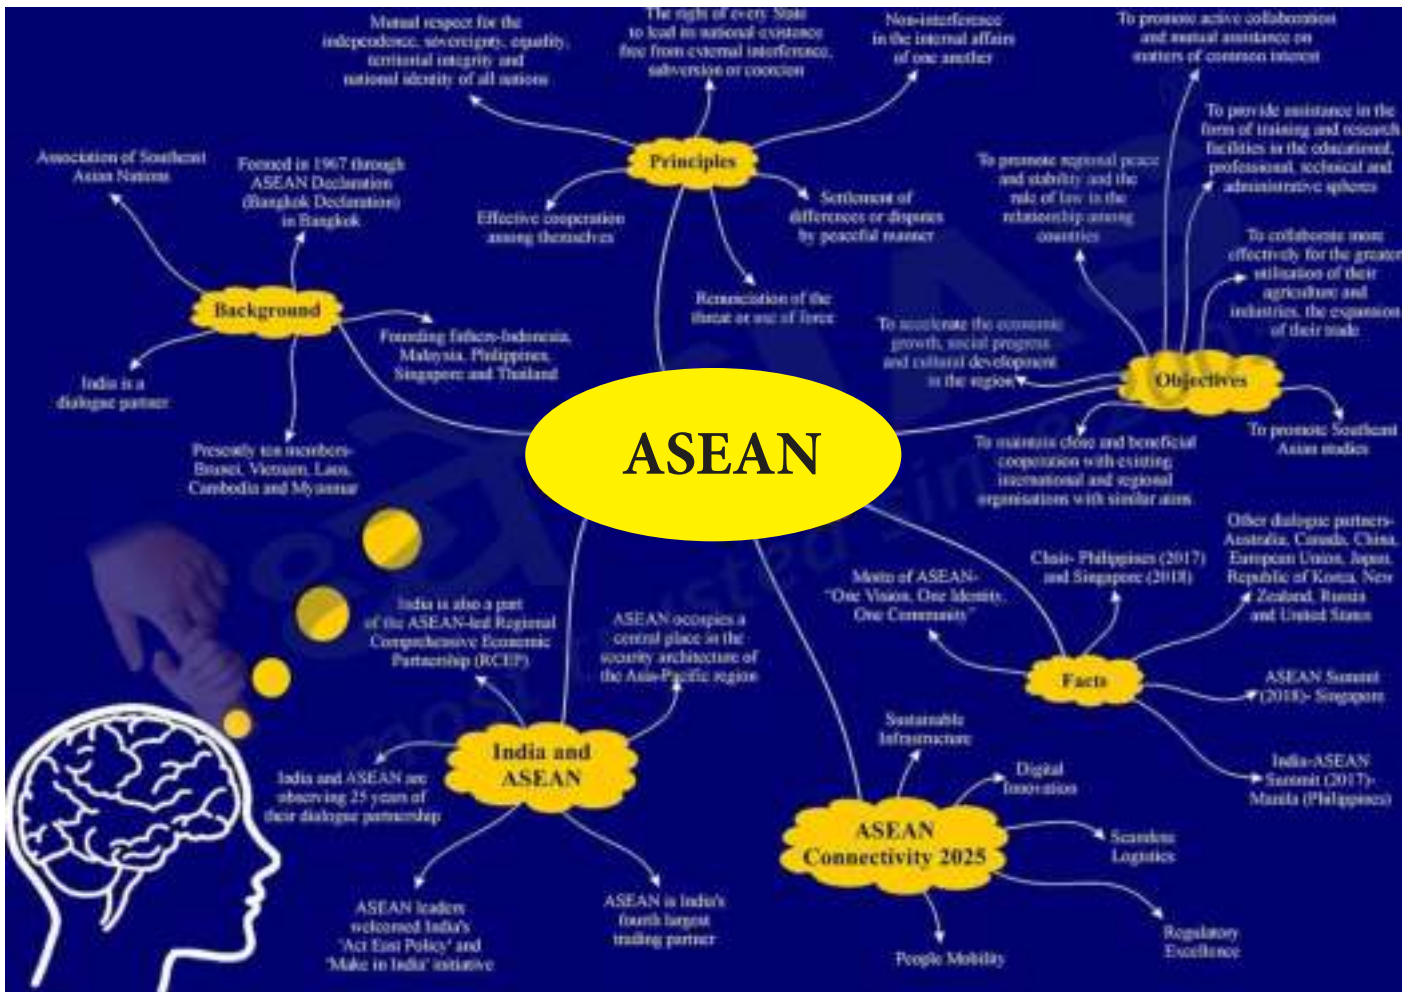 Mutual respect for the
independence, sovereignty, equality,
territorial integrity and
national identity of all nations
The right of every State
to lead its national existence
free from external interference,
subversion or coercion
Non-interference
in the internal affairs
of one another
Principles
Effective cooperation
among themselves
Settlement of
differences or disputes
by peaceful manner
Renunciation of the
threat or use of force
To promote active collaboration
and mutual assistance on
matters of common interest
To provide assistance in the
form of training and research
facilities in the educational,
professional, technical and
administrative spheres
To promote regional peace
and stability and the
rule of law in the
relationship among
countries
To collaborate more
effectively for the greater
utilisation of their
agriculture and
industries, the expansion
of their trade
To accelerate the economic
growth, social progress
and cultural development
in the region
Objectives
To promote Southeast
Asian studies
To maintain close and beneficial
cooperation with existing
international and regional
organisations with similar aims
Association of Southeast
Asian Nations
Formed in 1967 through
ASEAN Declaration
(Bangkok Declaration)
in Bangkok
Background
Founding fathers-Indonesia,
Malaysia, Philippines,
Singapore and Thailand
India is a
dialogue partner
Presently ten members-
Brunei, Vietnam, Laos,
Cambodia and Myanmar
ASEAN
Other dialogue partners-
Australia, Canada, China,
European Union, Japan,
Republic of Korea, New
Zealand, Russia
and United States
Chair- Philippines (2017)
and Singapore (2018)
Motto of ASEAN-
"One Vision, One Identity,
One Community"
Facts
ASEAN Summit
(2018)- Singapore
India-ASEAN
Summit (2017)-
Manila (Philippines)
India is also a part
of the ASEAN-led Regional
Comprehensive Economic
Partnership (RCEP)
ASEAN occupies a
central place in the
security architecture of
the Asia-Pacific region
India and
ASEAN
India and ASEAN are
observing 25 years of
their dialogue partnership
ASEAN leaders
welcomed India's
'Act East Policy' and
'Make in India' initiative
ASEAN is India's
fourth largest
trading partner
Sustainable
Infrastructure
Digital
Innovation
ASEAN
Connectivity 2025
Seamless
Logistics
Regulatory
Excellence
People Mobility